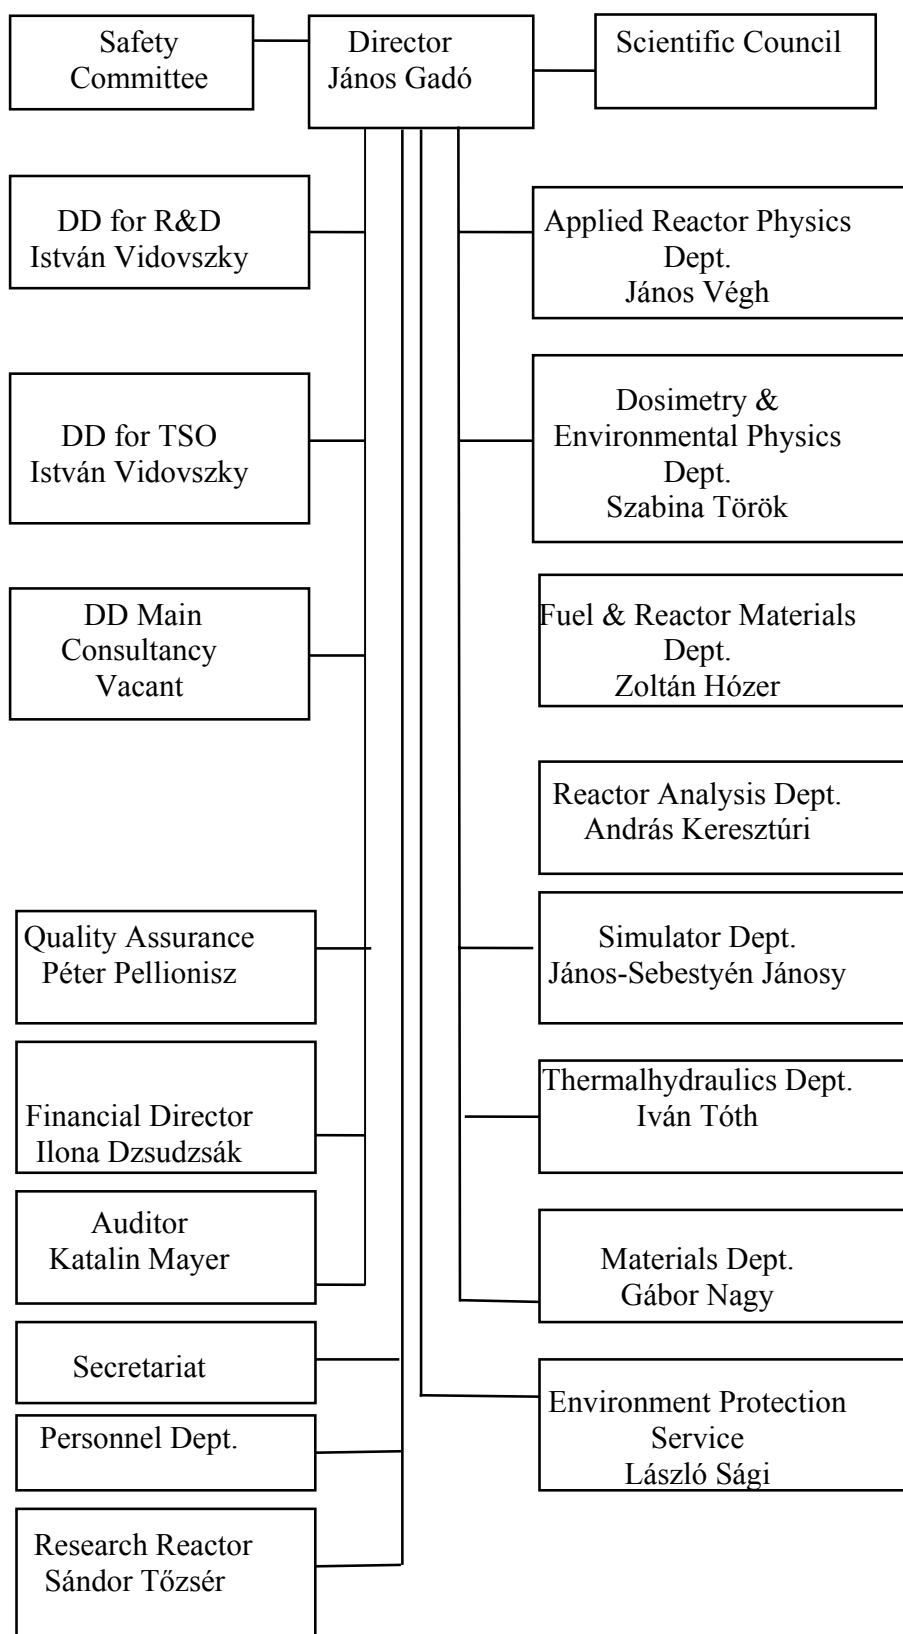 Safety
Committee
Director
János Gadó
Scientific Council
DD for R&D
István Vidovszky
DD for TSO
István Vidovszky
DD Main
Consultancy
Vacant
Quality Assurance
Péter Pellionisz
Financial Director
Ilona Dzsudzsák
Auditor
Katalin Mayer
Secretariat
Personnel Dept.
Research Reactor
Sándor Tőzsér
Applied Reactor Physics
Dept.
János Végh
Dosimetry &
Environmental Physics
Dept.
Szabina Török
Fuel & Reactor Materials
Dept.
Zoltán Hózer
Reactor Analysis Dept.
András Keresztúri
Simulator Dept.
János-Sebestyén Jánosy
Thermalhydraulics Dept.
Iván Tóth
Materials Dept.
Gábor Nagy
Environment Protection
Service
László Sági